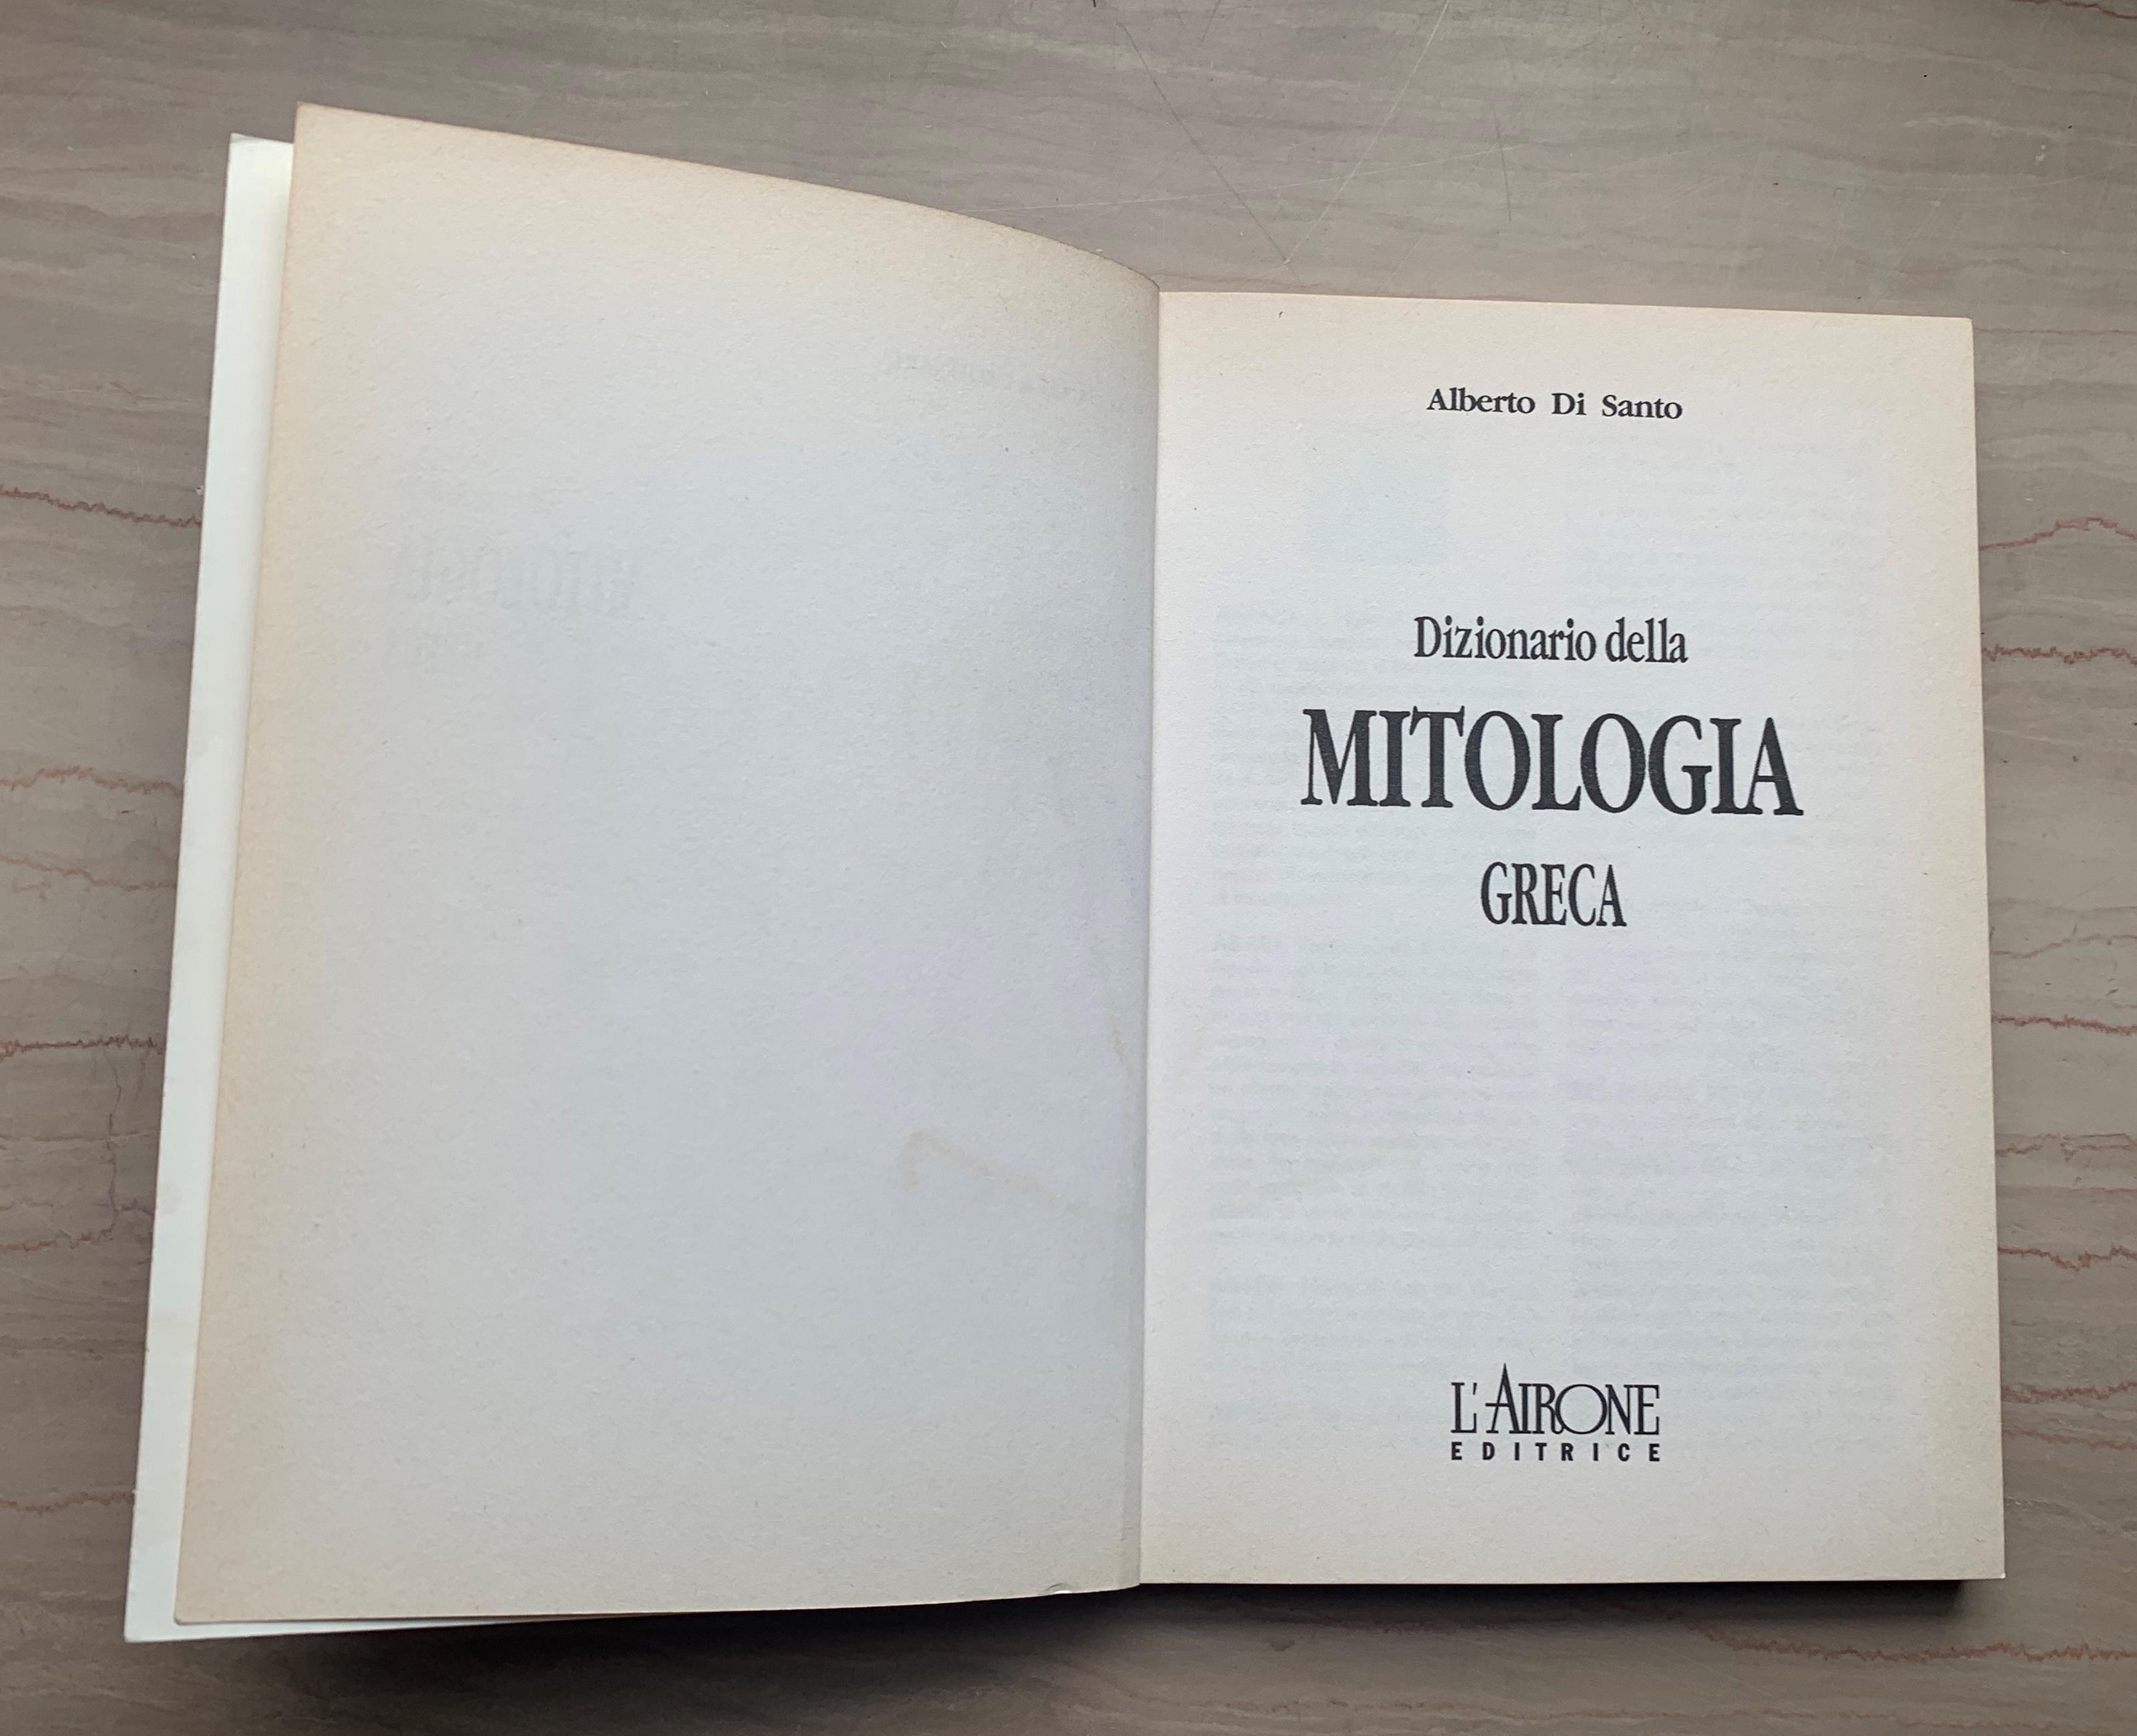 Alberto Di Santo
Dizionario della
MITOLOGIA
GRECA
L'AIRONE
EDITRICE